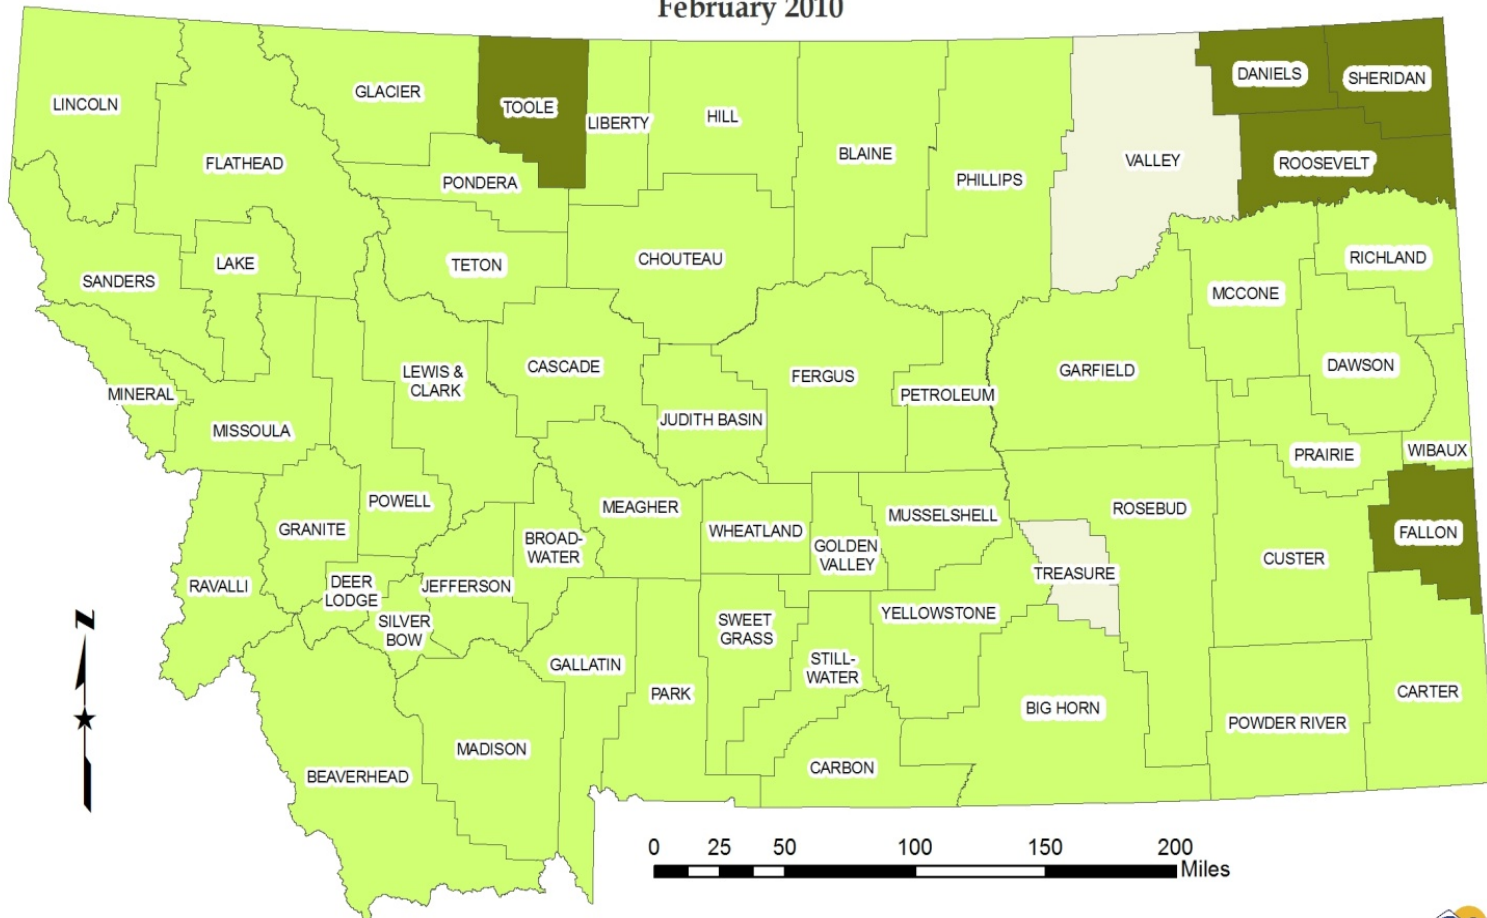 February 2010
LINCOLN
GLACIER
TOOLE
LIBERTY
HILL
DANIELS
SHERIDAN
FLATHEAD
PONDERA
BLAINE
PHILLIPS
VALLEY
ROOSEVELT
SANDERS
LAKE
TETON
CHOUTEAU
MCCONE
RICHLAND
MINERAL
MISSOULA
LEWIS &
CLARK
CASCADE
JUDITH BASIN
FERGUS
PETROLEUM
GARFIELD
DAWSON
PRAIRIE
WIBAUX
RAVALLI
GRANITE
POWELL
DEER
LODGE
SILVER
BOW
JEFFERSON
BROAD-
WATER
MEAGHER
WHEATLAND
GOLDEN
VALLEY
MUSSELSHELL
TREASURE
ROSEBUD
CUSTER
FALLON
BEAVERHEAD
MADISON
GALLATIN
PARK
SWEET
GRASS
STILL-
WATER
YELLOWSTONE
CARBON
BIG HORN
POWDER RIVER
CARTER
N
0 25 50 100 150 200
Miles